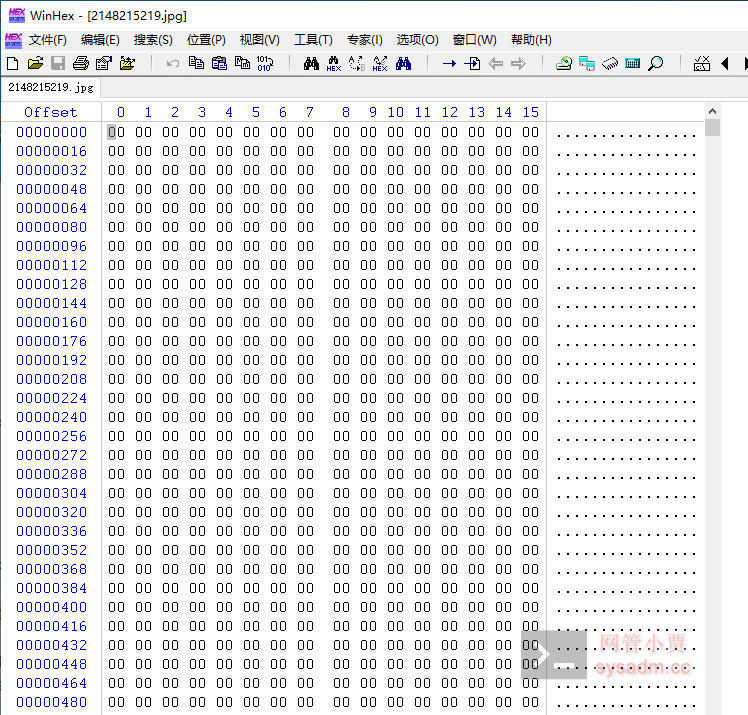 WinHex - [2148215219.jpg]
文件(F) 编辑(E) 搜索(S) 位置(P) 视图(V) 工具(T) 专家(I) 选项(O) 窗口(W) 帮助(H)
2148215219.jpg
Offset 0 1 2 3 4 5 6 7 8 9 10 11 12 13 14 15
00000000 00 00 00 00 00 00 00 00 00 00 00 00 00 00 00 00 ................
00000016 00 00 00 00 00 00 00 00 00 00 00 00 00 00 00 00 ................
00000032 00 00 00 00 00 00 00 00 00 00 00 00 00 00 00 00 ................
00000048 00 00 00 00 00 00 00 00 00 00 00 00 00 00 00 00 ................
00000064 00 00 00 00 00 00 00 00 00 00 00 00 00 00 00 00 ................
00000080 00 00 00 00 00 00 00 00 00 00 00 00 00 00 00 00 ................
00000096 00 00 00 00 00 00 00 00 00 00 00 00 00 00 00 00 ................
00000112 00 00 00 00 00 00 00 00 00 00 00 00 00 00 00 00 ................
00000128 00 00 00 00 00 00 00 00 00 00 00 00 00 00 00 00 ................
00000144 00 00 00 00 00 00 00 00 00 00 00 00 00 00 00 00 ................
00000160 00 00 00 00 00 00 00 00 00 00 00 00 00 00 00 00 ................
00000176 00 00 00 00 00 00 00 00 00 00 00 00 00 00 00 00 ................
00000192 00 00 00 00 00 00 00 00 00 00 00 00 00 00 00 00 ................
00000208 00 00 00 00 00 00 00 00 00 00 00 00 00 00 00 00 ................
00000224 00 00 00 00 00 00 00 00 00 00 00 00 00 00 00 00 ................
00000240 00 00 00 00 00 00 00 00 00 00 00 00 00 00 00 00 ................
00000256 00 00 00 00 00 00 00 00 00 00 00 00 00 00 00 00 ................
00000272 00 00 00 00 00 00 00 00 00 00 00 00 00 00 00 00 ................
00000288 00 00 00 00 00 00 00 00 00 00 00 00 00 00 00 00 ................
00000304 00 00 00 00 00 00 00 00 00 00 00 00 00 00 00 00 ................
00000320 00 00 00 00 00 00 00 00 00 00 00 00 00 00 00 00 ................
00000336 00 00 00 00 00 00 00 00 00 00 00 00 00 00 00 00 ................
00000352 00 00 00 00 00 00 00 00 00 00 00 00 00 00 00 00 ................
00000368 00 00 00 00 00 00 00 00 00 00 00 00 00 00 00 00 ................
00000384 00 00 00 00 00 00 00 00 00 00 00 00 00 00 00 00 ................
00000400 00 00 00 00 00 00 00 00 00 00 00 00 00 00 00 00 ................
00000416 00 00 00 00 00 00 00 00 00 00 00 00 00 00 00 00 ................
00000432 00 00 00 00 00 00 00 00 00 00 00 00 00 00 00 00 ................
00000448 00 00 00 00 00 00 00 00 00 00 00 00 00 00 00 00 ................
00000464 00 00 00 00 00 00 00 00 00 00 00 00 00 00 00 00 ................
00000480 00 00 00 00 00 00 00 00 00 00 00 00 00 00 00 00 ................
网管小贾
sysadm.cc